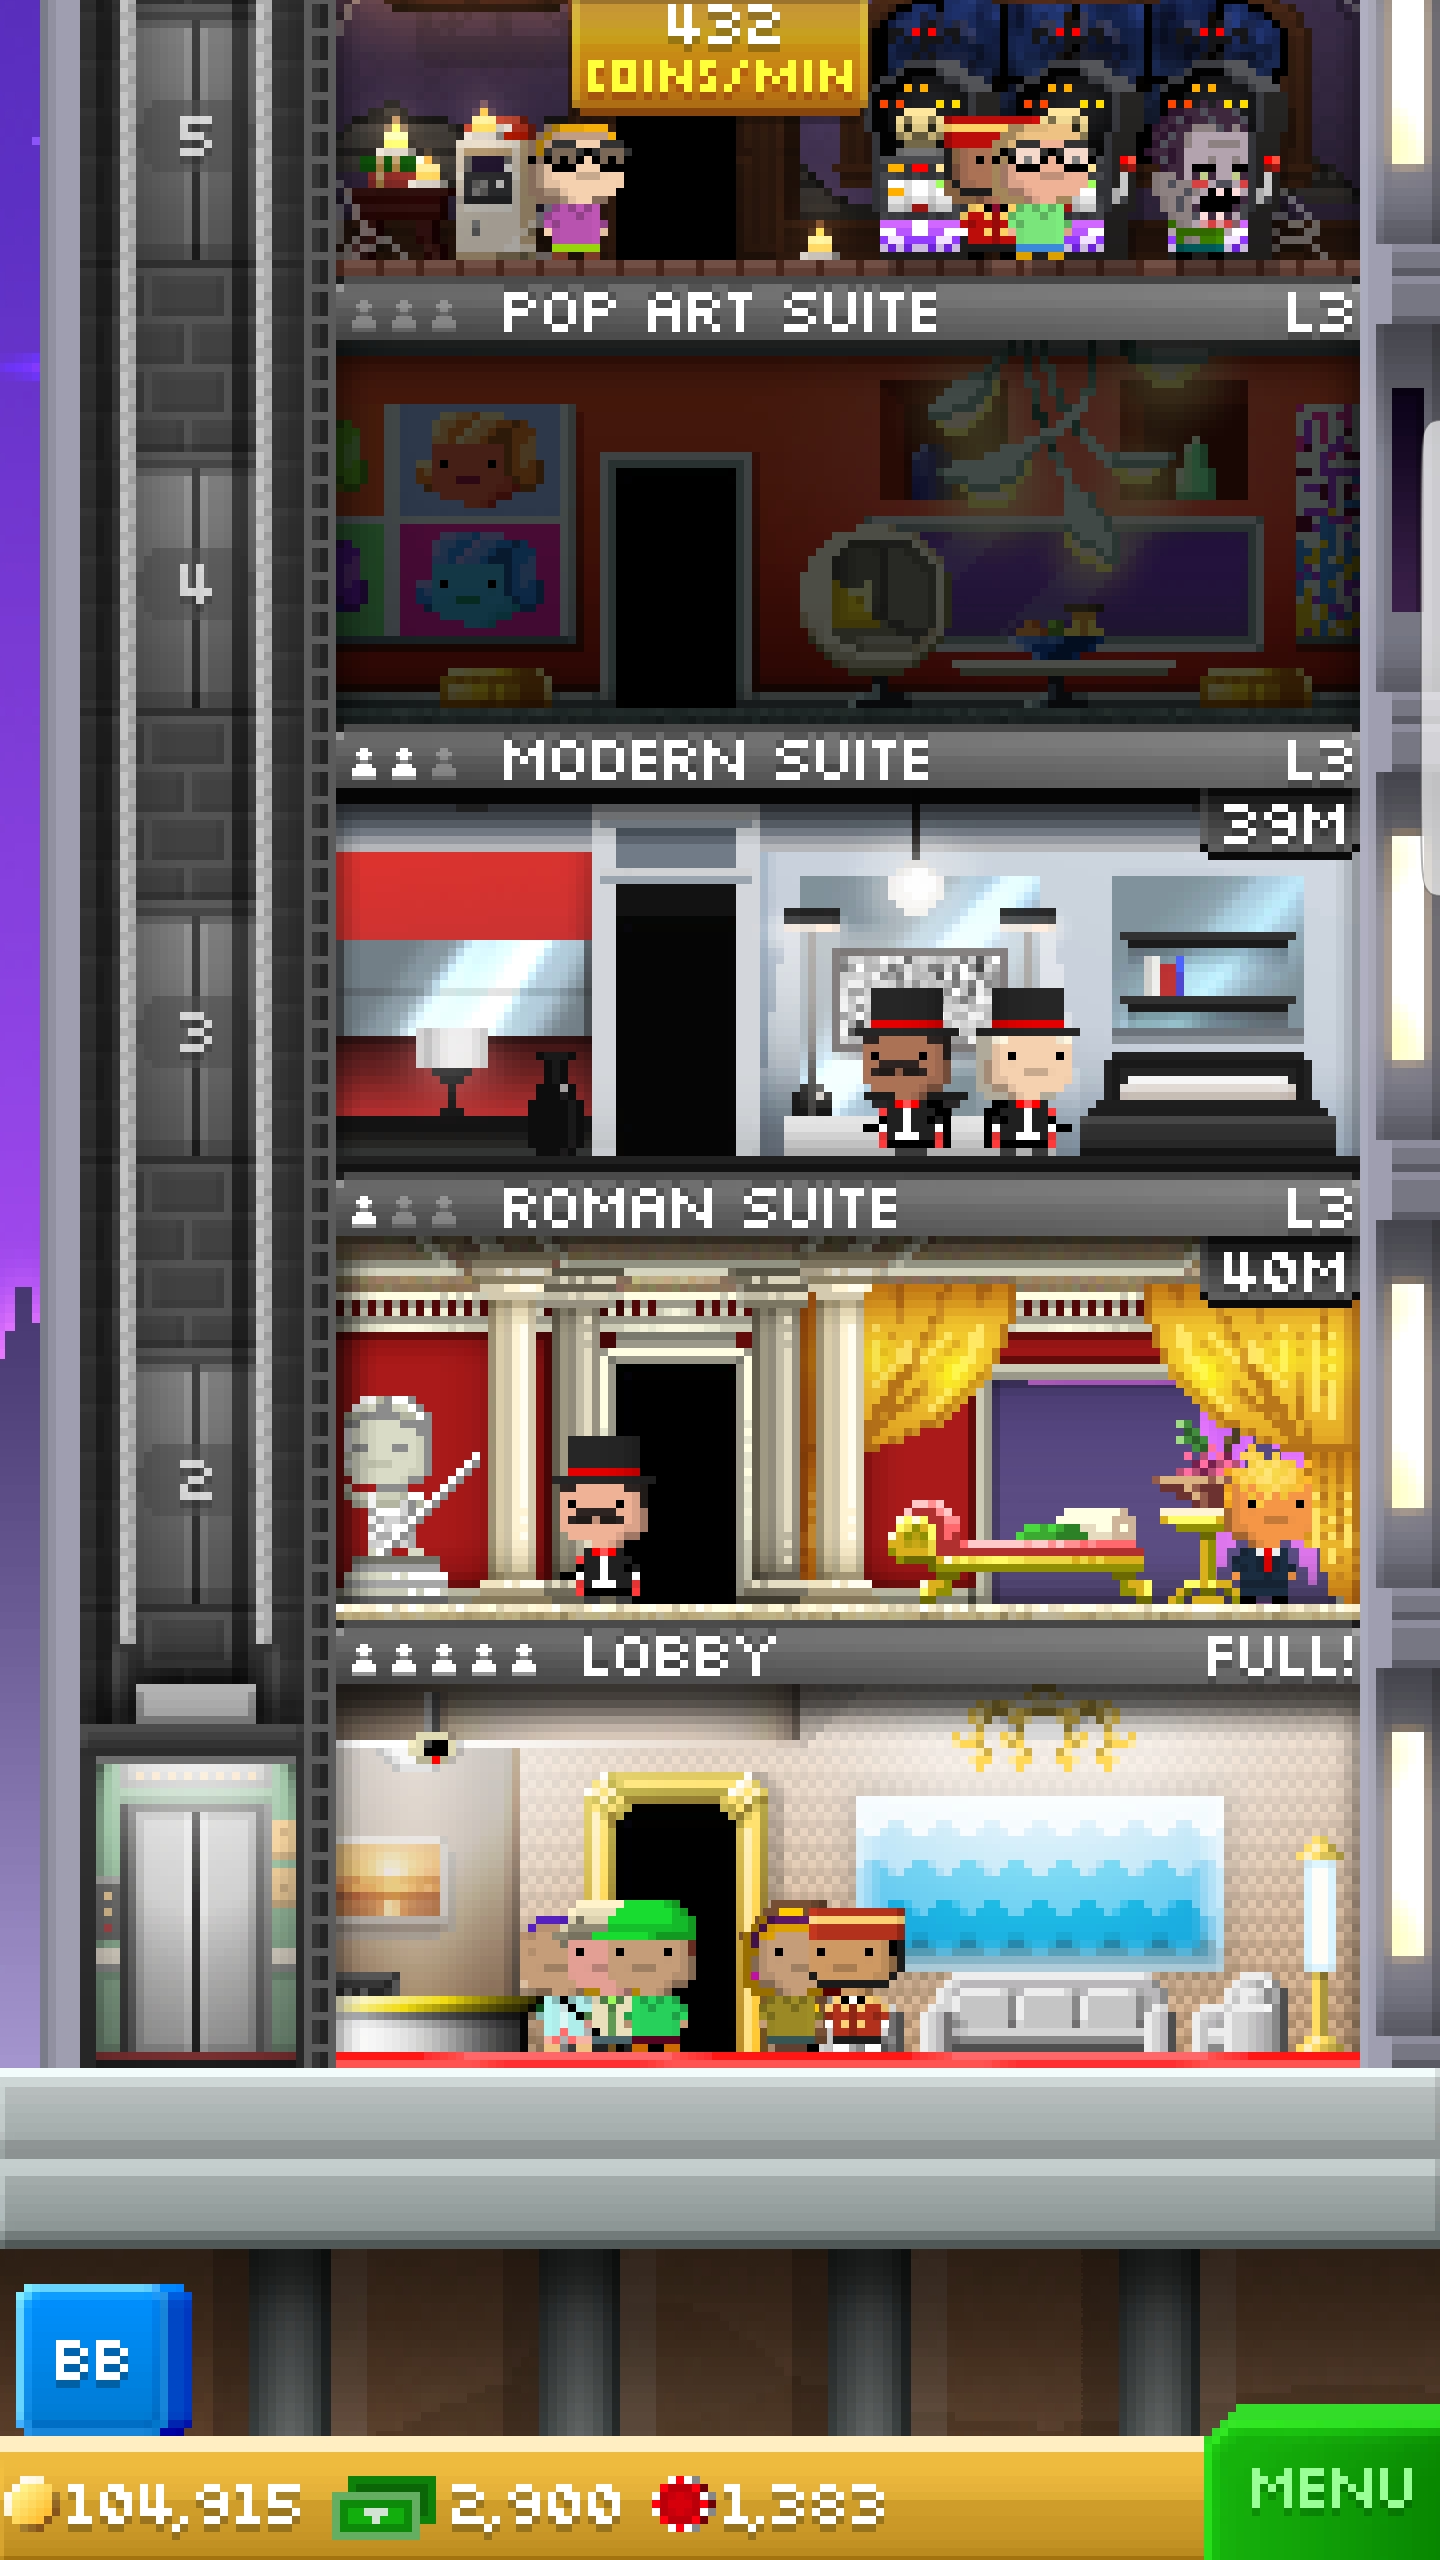 432
COINS/MIN
5
POP ART SUITE L3
4
MODERN SUITE L3
39M
3
ROMAN SUITE L3
40M
2
LOBBY FULL!
BB
104,915 2,900 1,383
MENU